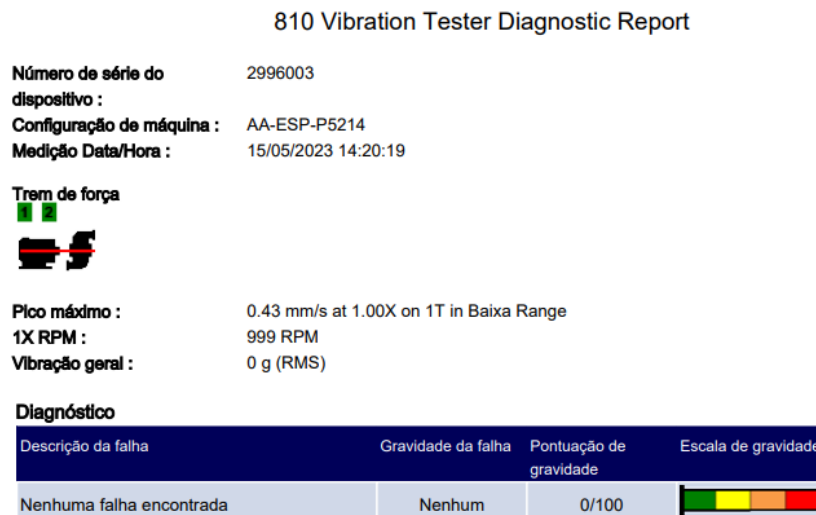 810 Vibration Tester Diagnostic Report
Número de série do dispositivo : 2996003
Configuração de máquina : AA-ESP-P5214
Medição Data/Hora : 15/05/2023 14:20:19
Trem de força
1 2
Pico máximo : 0.43 mm/s at 1.00X on 1T in Baixa Range
1X RPM : 999 RPM
Vibração geral : 0 g (RMS)
Diagnóstico
Descrição da falha Gravidade da falha Pontuação de gravidade Escala de gravidade
Nenhuma falha encontrada Nenhum 0/100